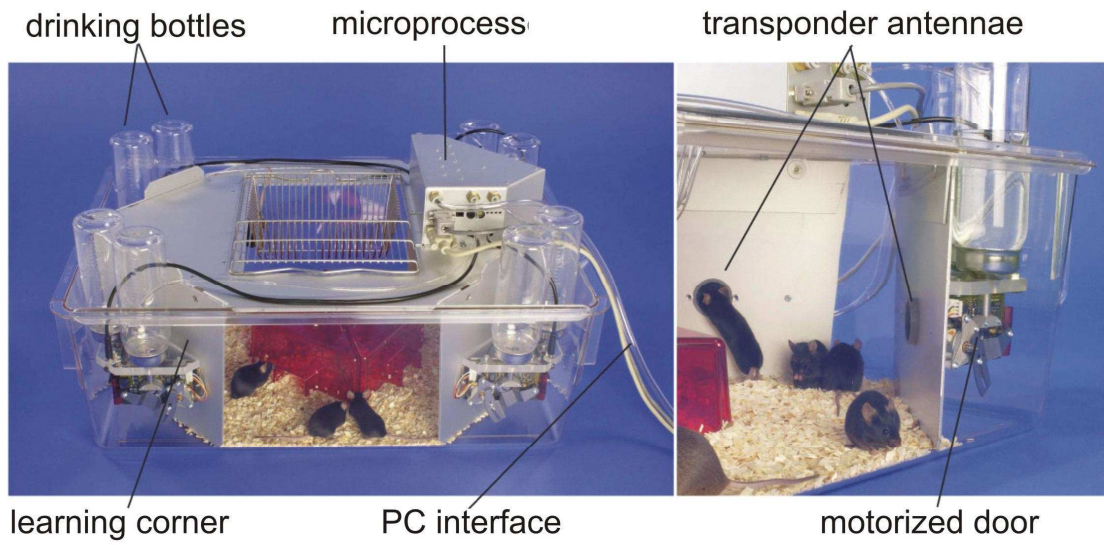 drinking bottles
microprocess
transponder antennae
learning corner
PC interface
motorized door